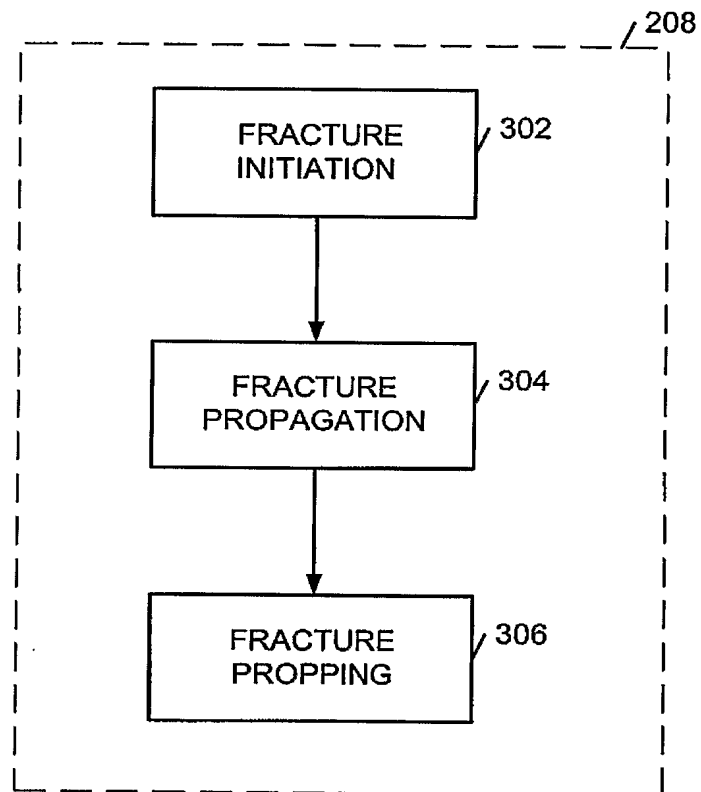 208
FRACTURE
INITIATION
302
FRACTURE
PROPAGATION
304
FRACTURE
PROPPING
306